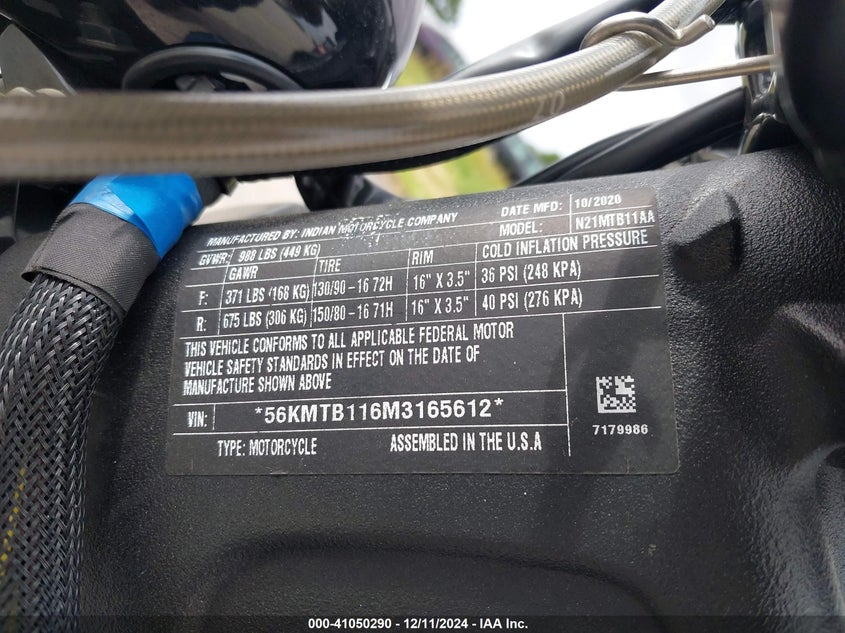 MANUFACTURED BY: INDIAN MOTORCYCLE COMPANY DATE MFD: 10/2020
GVWR: 988 LBS (449 KG) MODEL: N21MTB11AA
GAWR TIRE RIM COLD INFLATION PRESSURE
F: 371 LBS (168 KG) 130/90 - 16 72H 16" X 3.5" 36 PSI (248 KPA)
R: 675 LBS (306 KG) 150/80 - 16 71H 16" X 3.5" 40 PSI (276 KPA)
THIS VEHICLE CONFORMS TO ALL APPLICABLE FEDERAL MOTOR
VEHICLE SAFETY STANDARDS IN EFFECT ON THE DATE OF
MANUFACTURE SHOWN ABOVE
VIN: *56KMTB116M3165612*
7179986
TYPE: MOTORCYCLE ASSEMBLED IN THE U.S.A
000-41050290 - 12/11/2024 - IAA Inc.